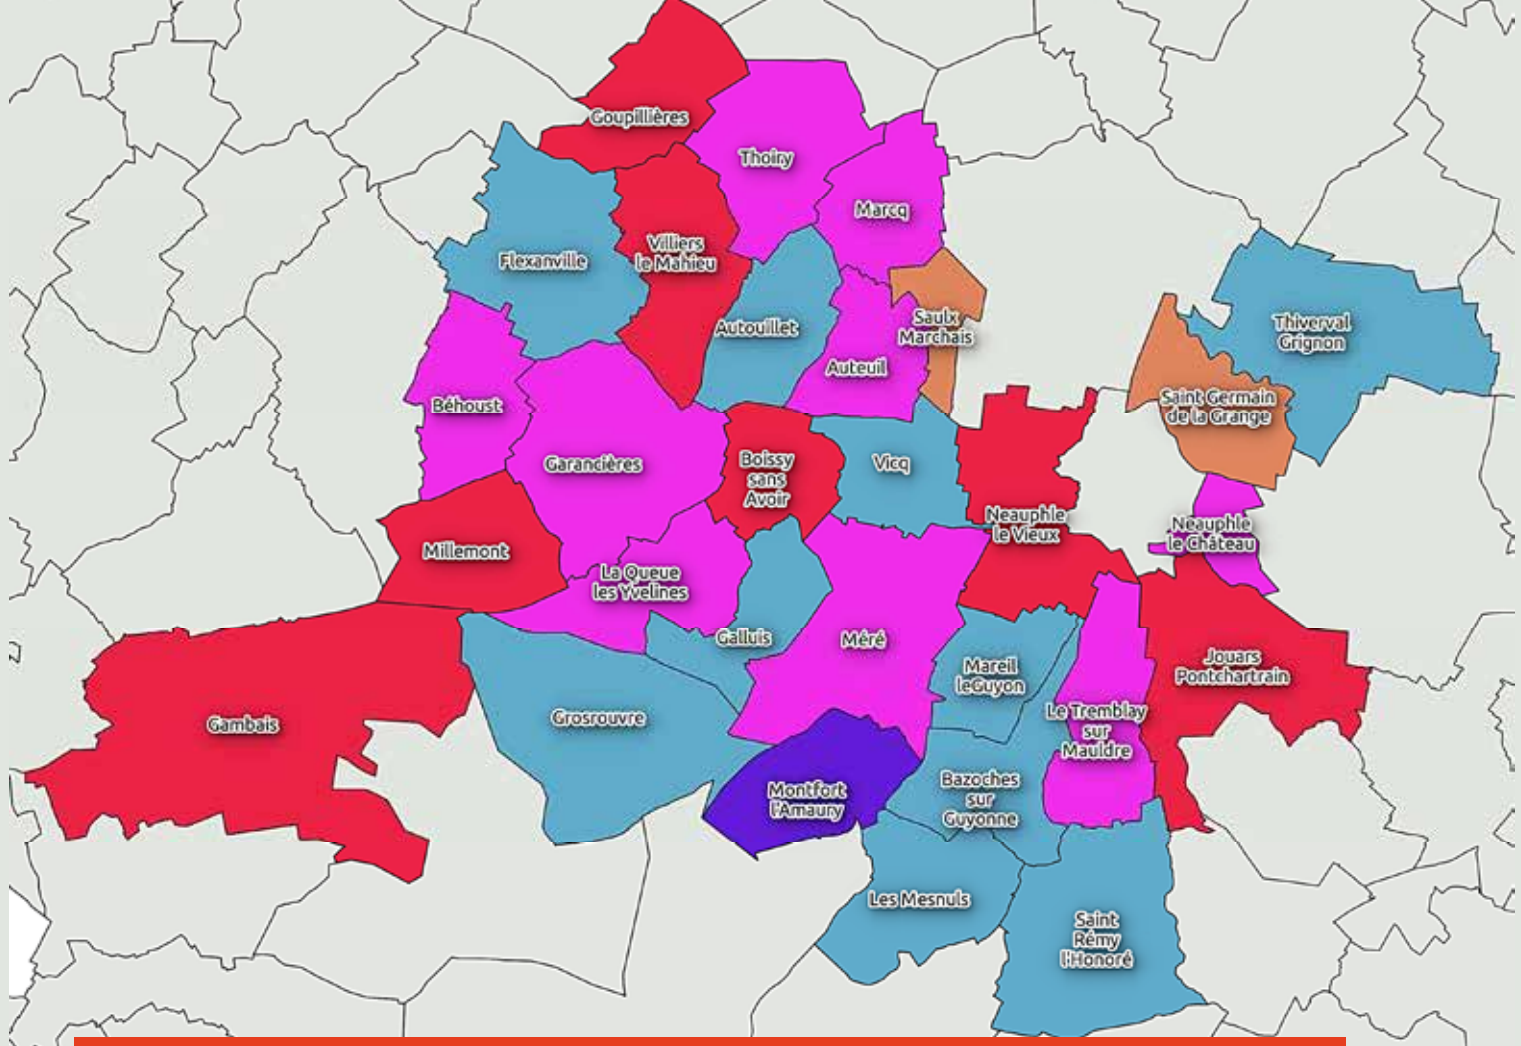 Goupillières
Thoiry
Marcq
Villiers
le Mahieu
Flexanville
Autouillet
Saulx
Marchais
Thiverval
Grignon
Auteuil
Béhoust
Saint Germain
de la Grange
Garancières
Boissy
sans
Avoir
Vicq
Neauphle
le Vieux
Neauphle
le Château
Millemont
La Queue
les Yvelines
Galluis
Méré
Mareil
leGuyon
Jouars
Pontchartrain
Gambais
Grosrouvre
Le Tremblay
sur
Mauldre
Montfort
l'Amaury
Bazoches
sur
Guyonne
Les Mesnuls
Saint
Rémy
l'Honoré